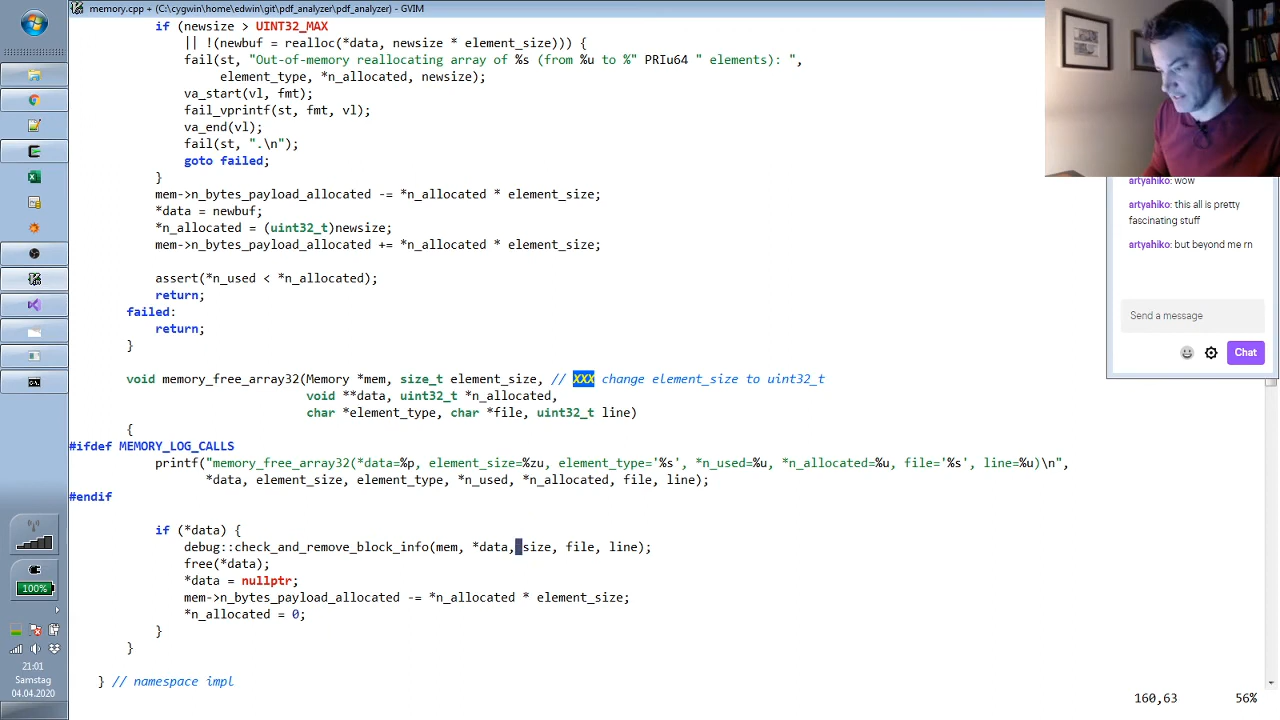 memory.cpp + (C:\cygwin\home\edwin\git\pdf_analyzer\pdf_analyzer) - GVIM
if (newsize > UINT32_MAX
|| !(newbuf = realloc(*data, newsize * element_size))) {
fail(st, "Out-of-memory reallocating array of %s (from %u to %" PRIu64 " elements): ",
element_type, *n_allocated, newsize);
va_start(vl, fmt);
fail_vprintf(st, fmt, vl);
va_end(vl);
fail(st, ".\n");
goto failed;
}
mem->n_bytes_payload_allocated -= *n_allocated * element_size;
*data = newbuf;
*n_allocated = (uint32_t)newsize;
mem->n_bytes_payload_allocated += *n_allocated * element_size;
assert(*n_used < *n_allocated);
return;
failed:
return;
}
void memory_free_array32(Memory *mem, size_t element_size, // XXX change element_size to uint32_t
void **data, uint32_t *n_allocated,
char *element_type, char *file, uint32_t line)
{
#ifdef MEMORY_LOG_CALLS
printf("memory_free_array32(*data=%p, element_size=%zu, element_type='%s', *n_used=%u, *n_allocated=%u, file='%s', line=%u)\n",
*data, element_size, element_type, *n_used, *n_allocated, file, line);
#endif
if (*data) {
debug::check_and_remove_block_info(mem, *data, size, file, line);
free(*data);
*data = nullptr;
mem->n_bytes_payload_allocated -= *n_allocated * element_size;
*n_allocated = 0;
}
}
} // namespace impl
160,63 56%
artyahiko: wow
artyahiko: this all is pretty
fascinating stuff
artyahiko: but beyond me rn
Send a message
Chat
100%
21:01
Samstag
04.04.2020